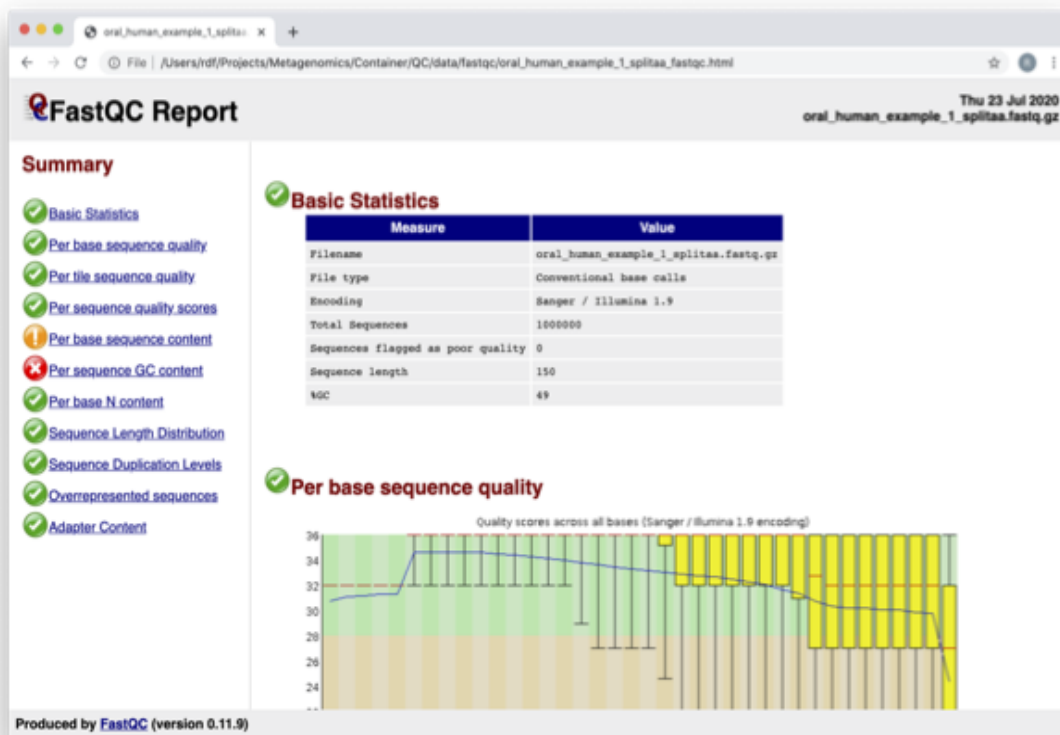 oral_human_example_1_splitaa
File | /Users/rdf/Projects/Metagenomics/Container/QC/data/fastqc/oral_human_example_1_splitaa_fastqc.html
FastQC Report
Thu 23 Jul 2020
oral_human_example_1_splitaa.fastq.gz
Summary
Basic Statistics
Per base sequence quality
Per tile sequence quality
Per sequence quality scores
Per base sequence content
Per sequence GC content
Per base N content
Sequence Length Distribution
Sequence Duplication Levels
Overrepresented sequences
Adapter Content
Basic Statistics
Measure Value
Filename oral_human_example_1_splitaa.fastq.gz
File type Conventional base calls
Encoding Sanger / Illumina 1.9
Total Sequences 1000000
Sequences flagged as poor quality 0
Sequence length 150
%GC 49
Per base sequence quality
Quality scores across all bases (Sanger / Illumina 1.9 encoding)
36
34
32
30
28
26
24
Produced by FastQC (version 0.11.9)